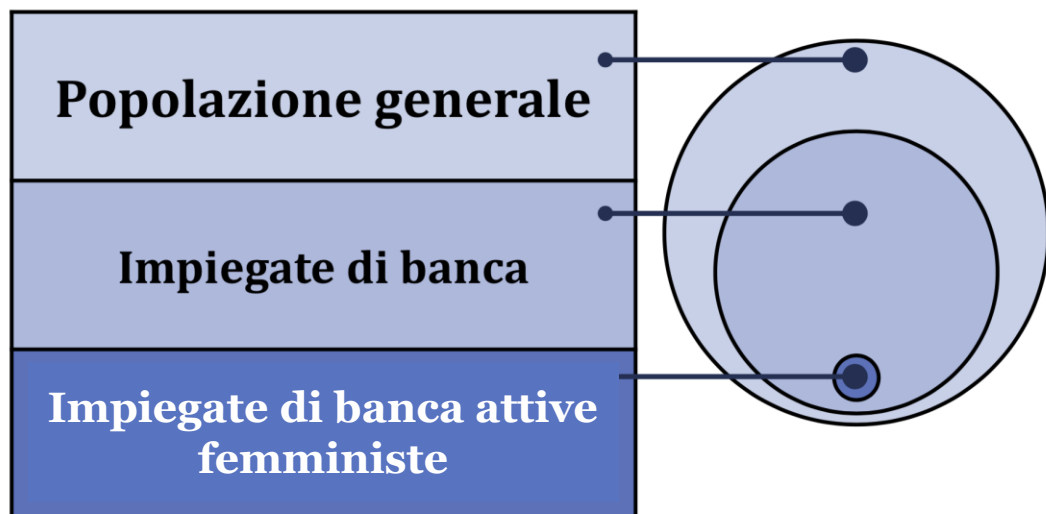 Popolazione generale
Impiegate di banca
Impiegate di banca attive
femministe